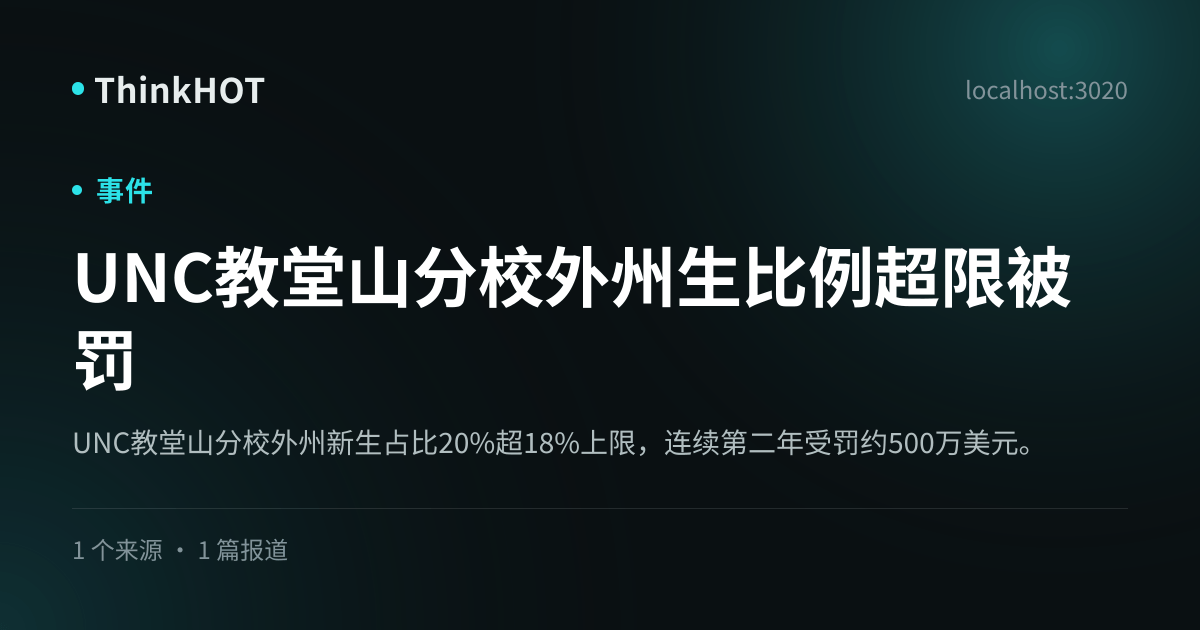 ThinkHOT
localhost:3020
事件
UNC教堂山分校外州生比例超限被
罚
UNC教堂山分校外州新生占比20%超18%上限，连续第二年受罚约500万美元。
1 个来源 · 1 篇报道